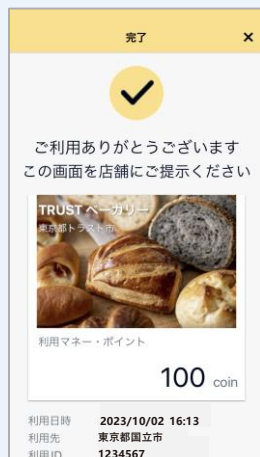 完了
×
ご利用ありがとうございます
この画面を店舗にご提示ください
TRUST ベーカリー
東京都トラスト市
利用マネー・ポイント
100 coin
利用日時 2023/10/02 16:13
利用先 東京都国立市
利用ID 1234567